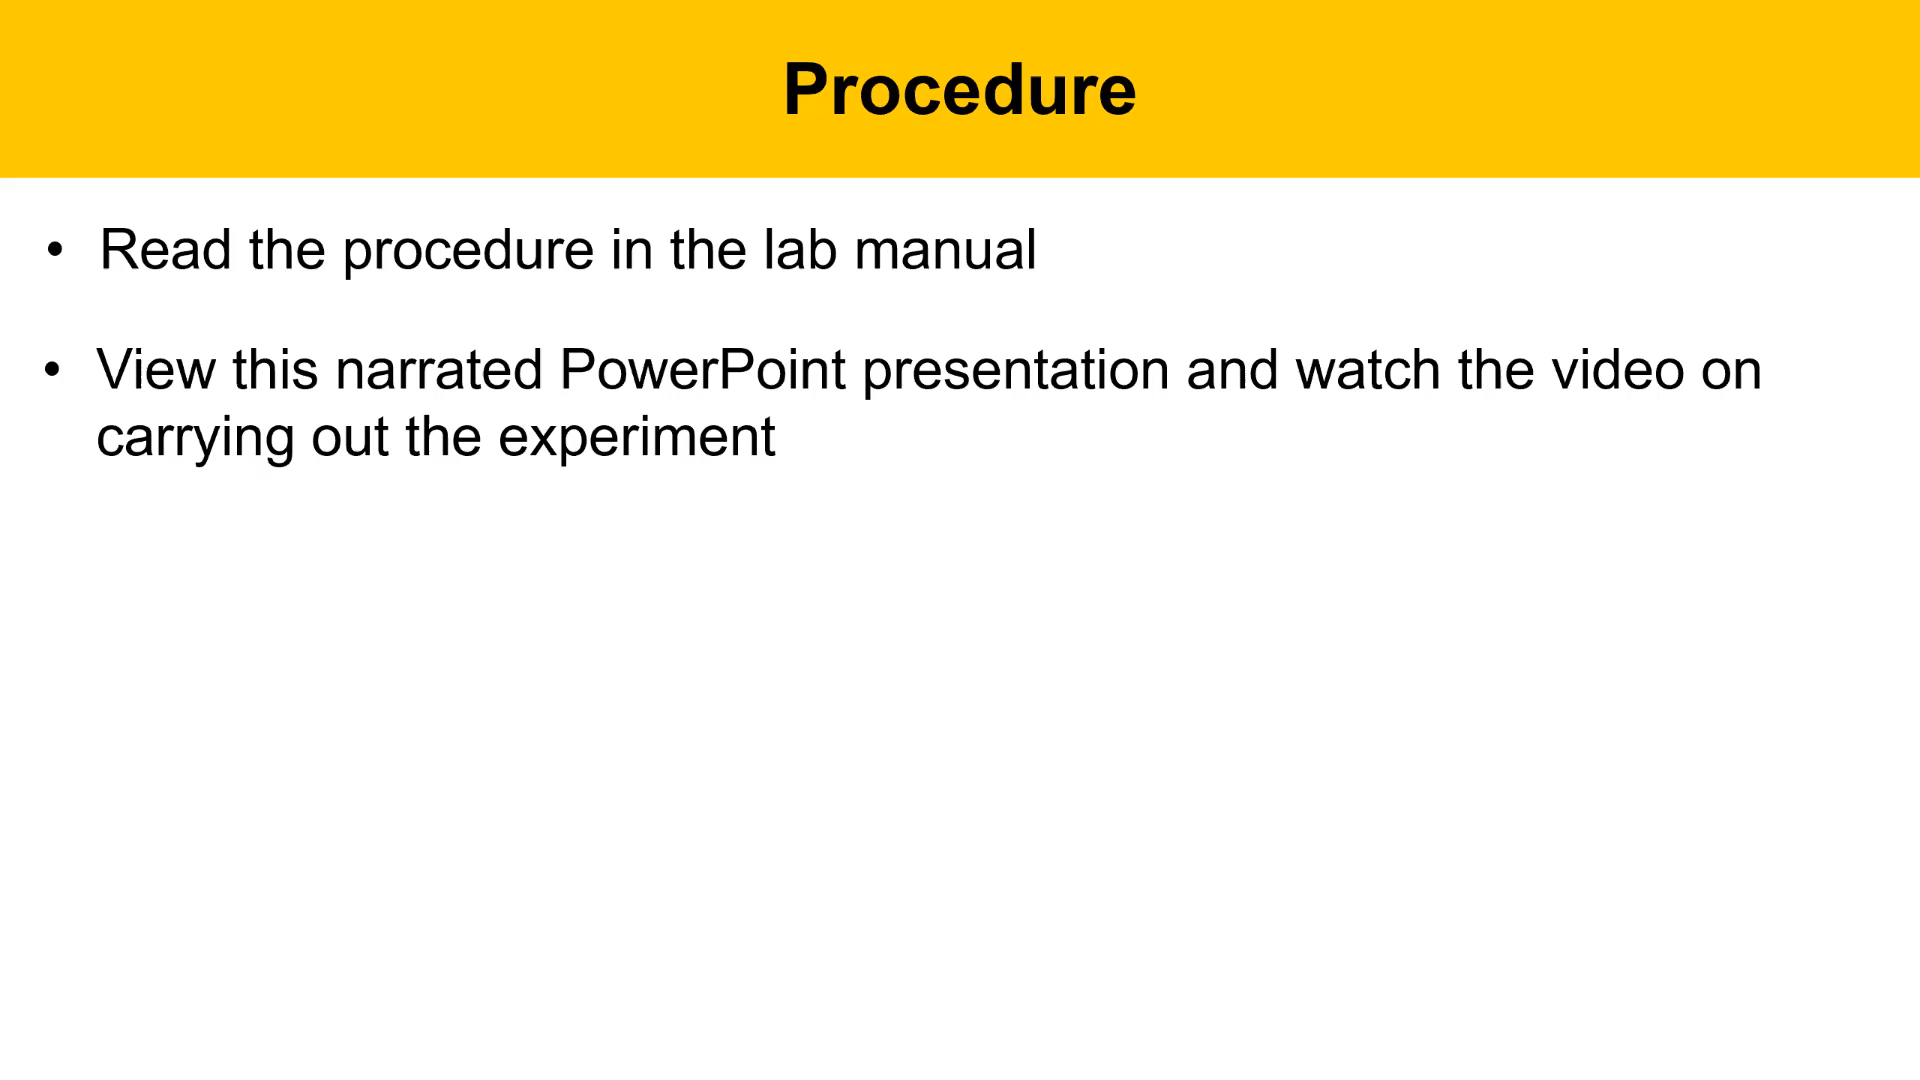 Procedure
• Read the procedure in the lab manual
• View this narrated PowerPoint presentation and watch the video on
carrying out the experiment